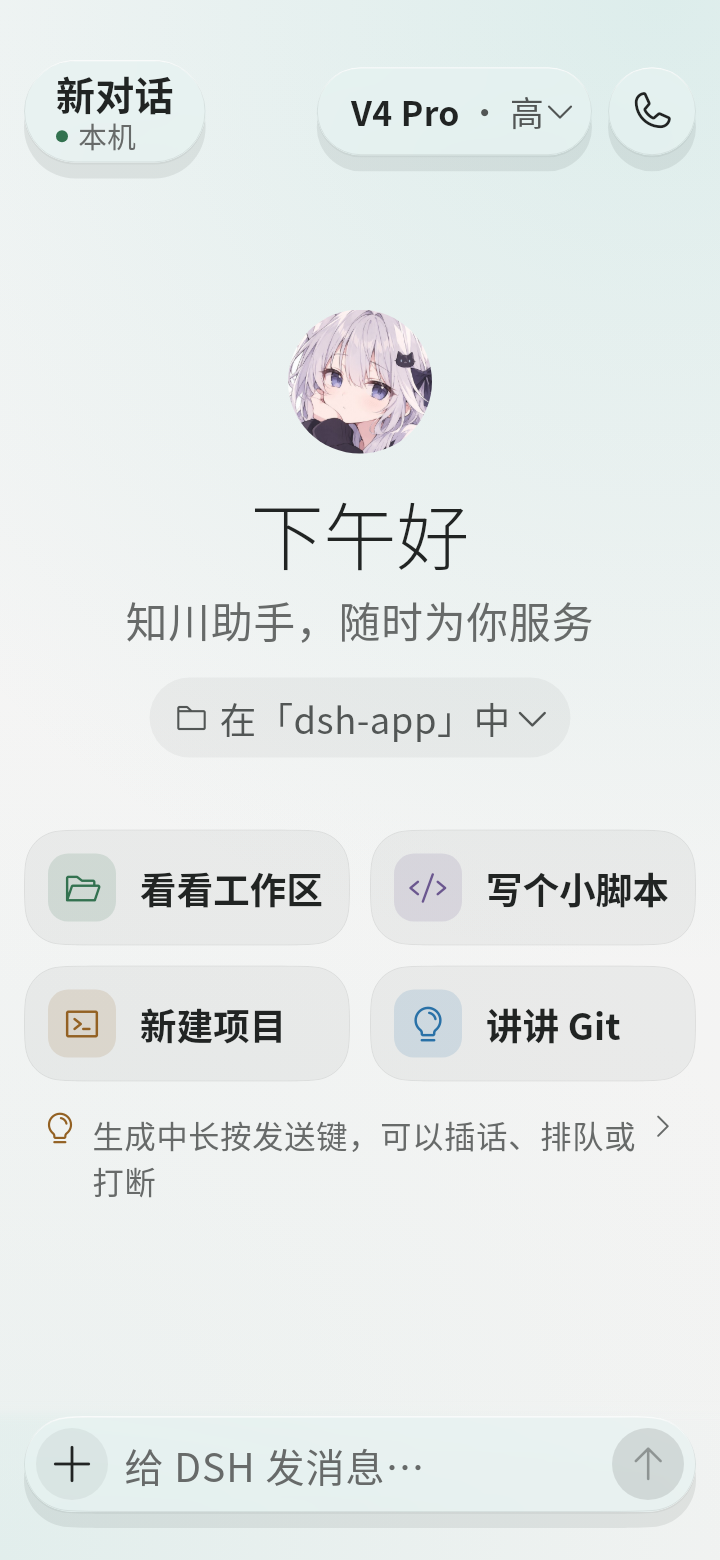 新对话
本机
V4 Pro · 高
下午好
知川助手，随时为你服务
在「dsh-app」中
看看工作区
写个小脚本
新建项目
讲讲 Git
生成中长按发送键，可以插话、排队或
打断
给 DSH 发消息…